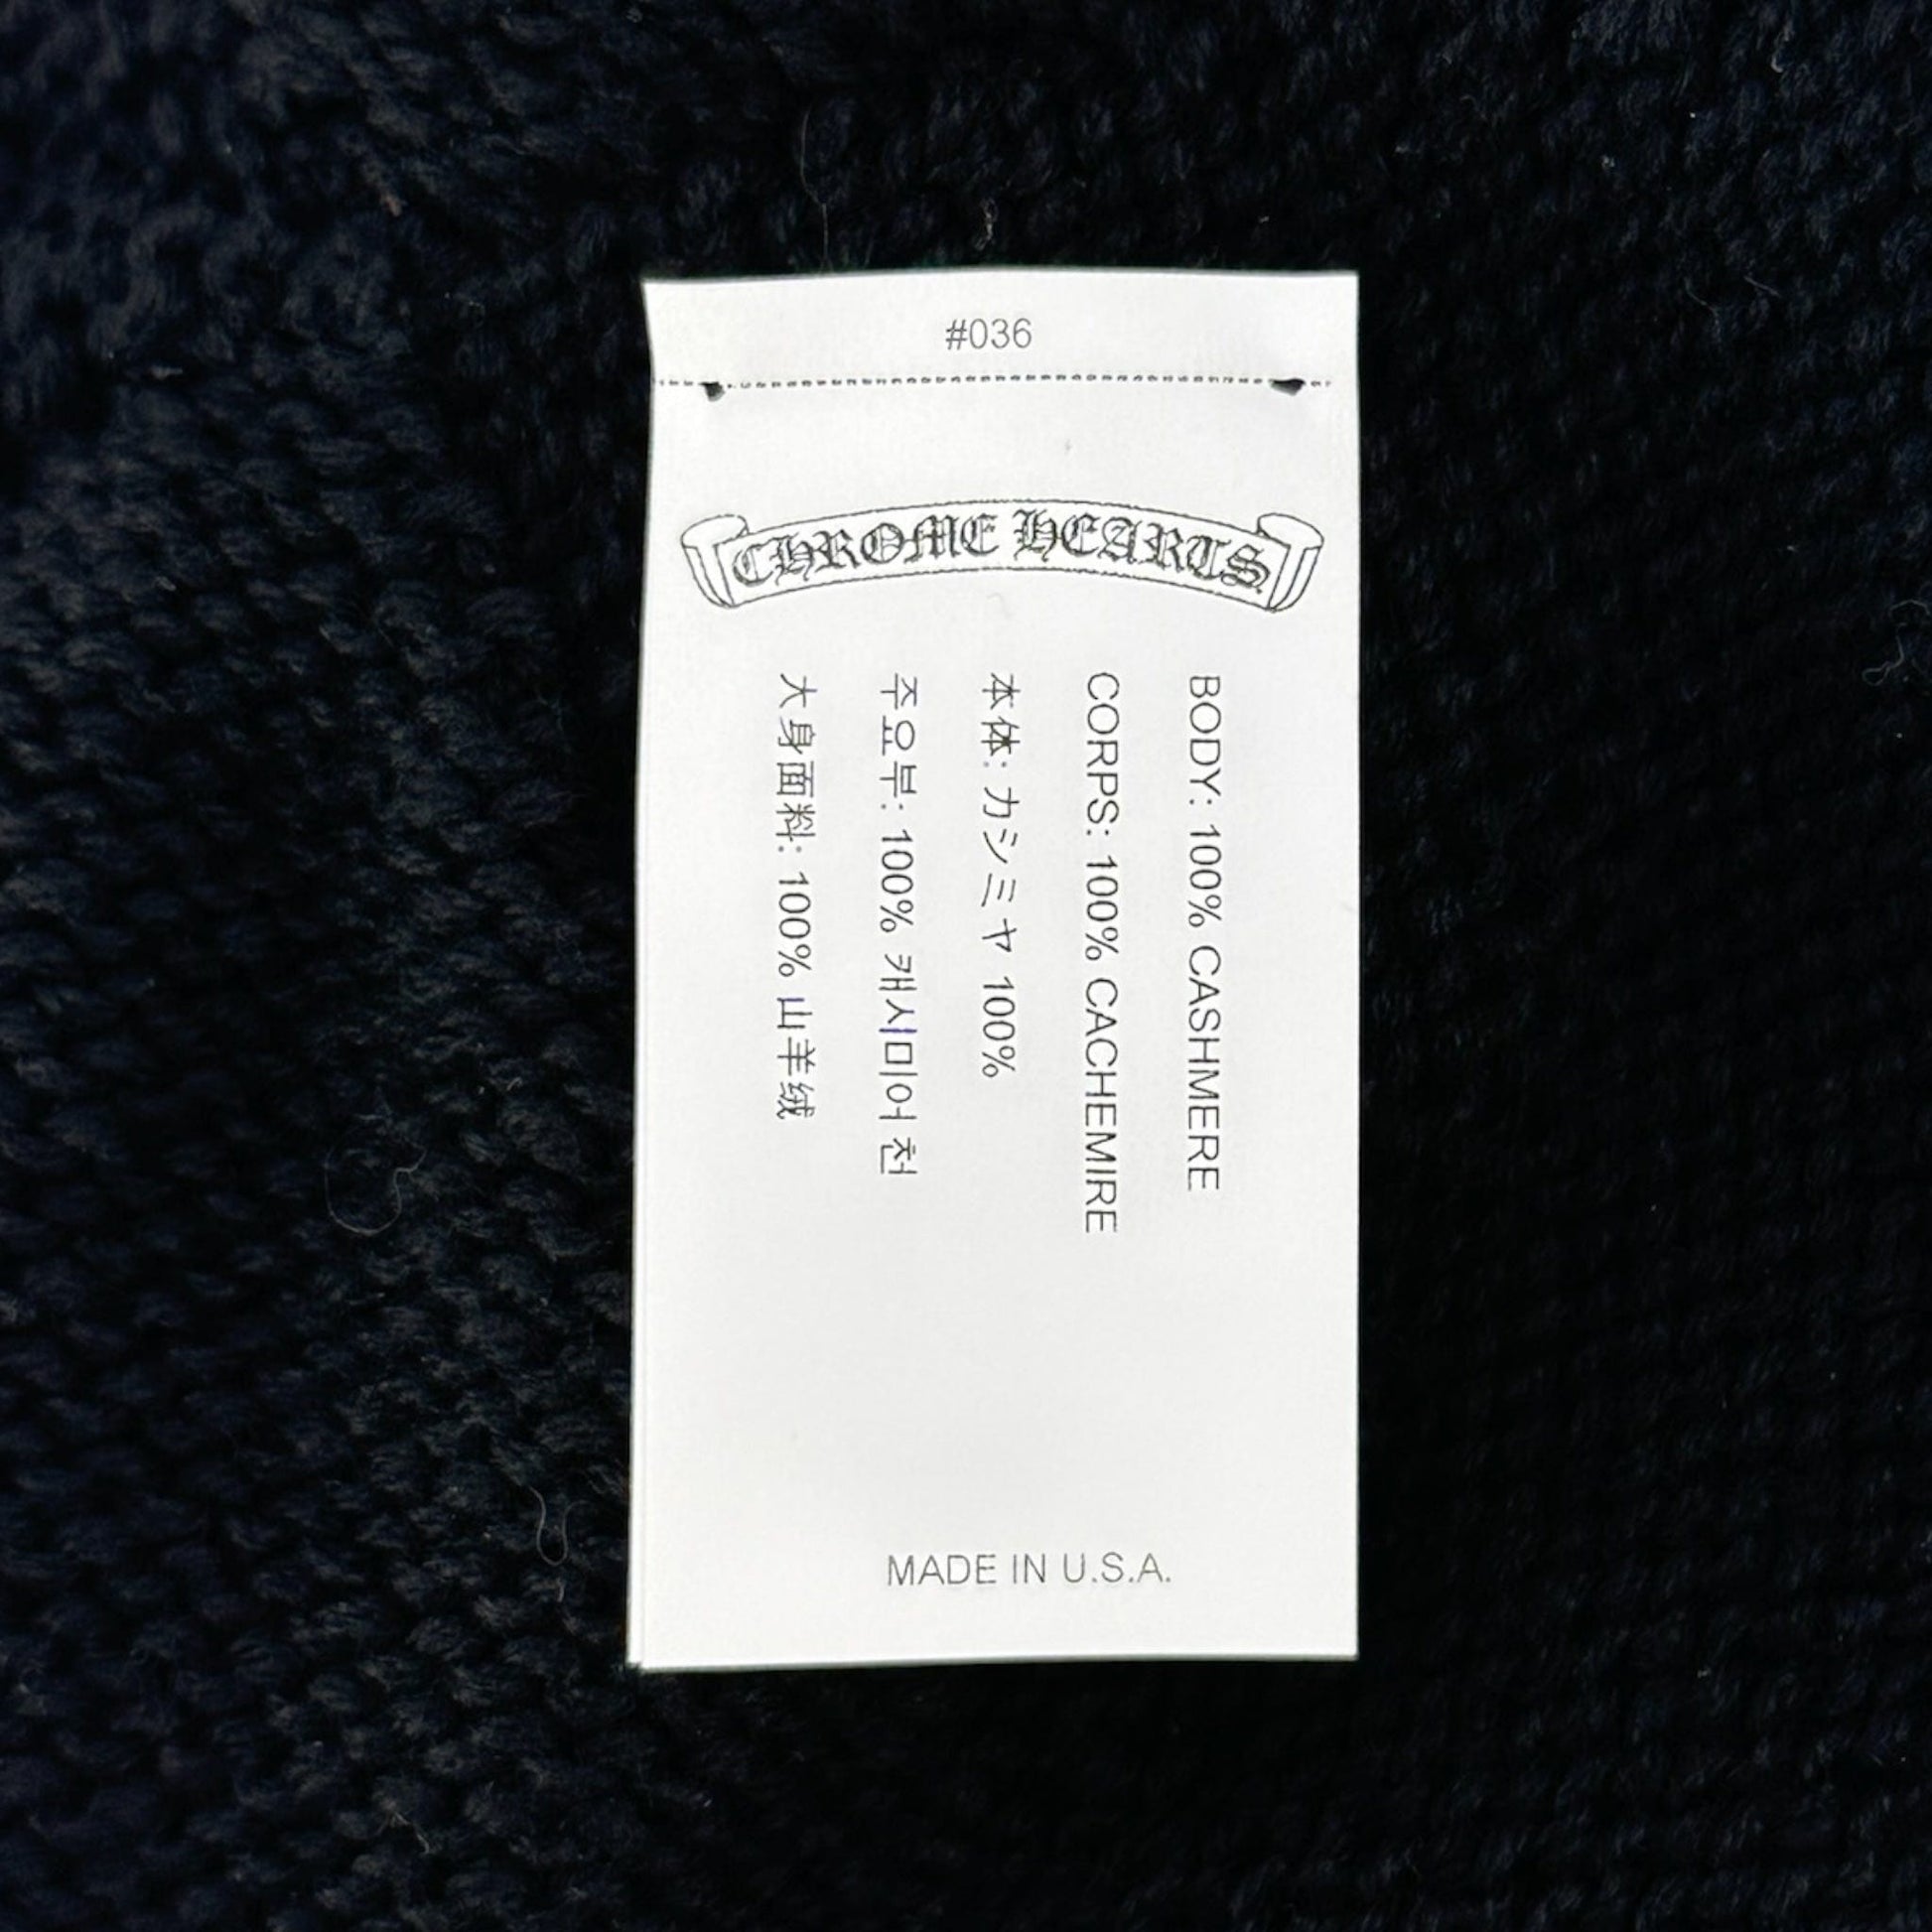 #036
CHROME HEARTS
BODY: 100% CASHMERE
CORPS: 100% CACHEMIRE
本体: カシミヤ 100%
주요부: 100% 캐시미어 천
大身面料: 100% 山羊绒
MADE IN U.S.A.